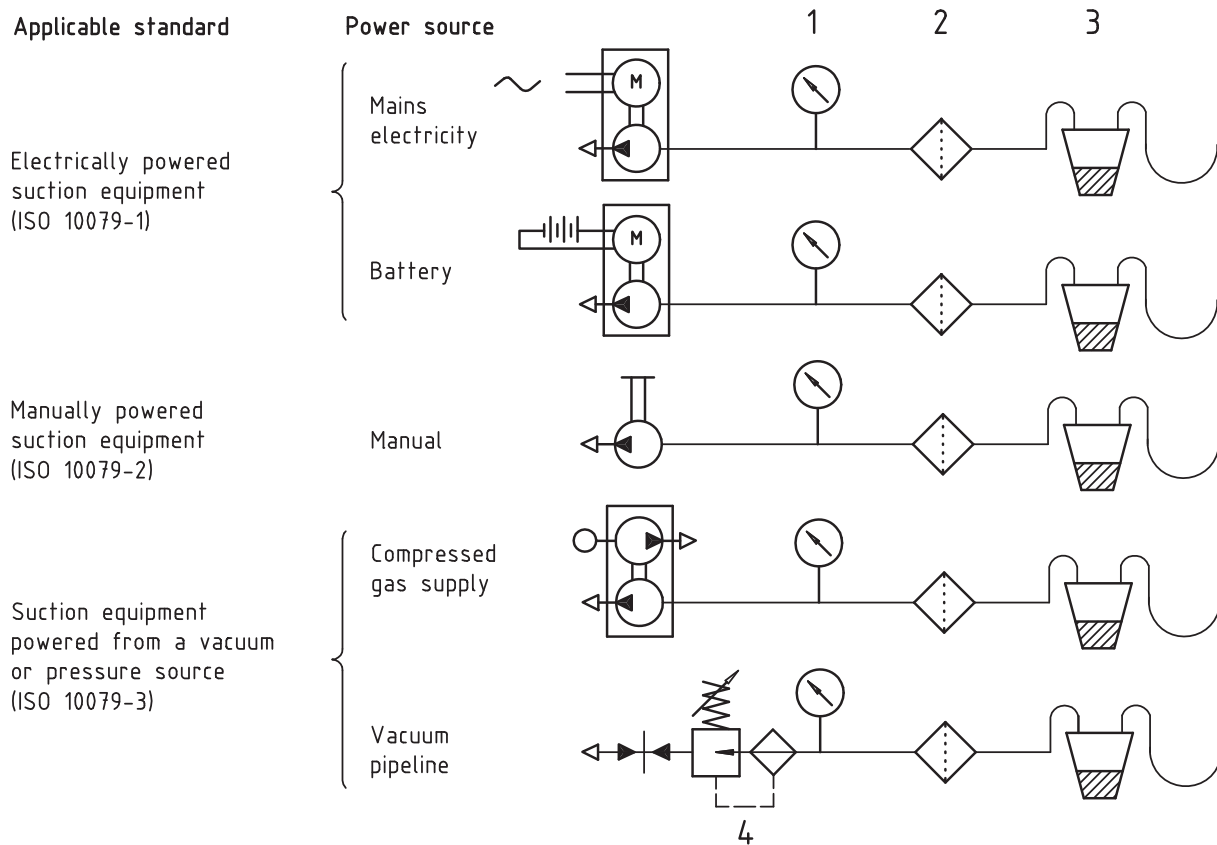 Applicable standard
Power source
1
2
3
Electrically powered
suction equipment
(ISO 10079-1)
Mains
electricity
M
Battery
M
Manually powered
suction equipment
(ISO 10079-2)
Manual
Suction equipment
powered from a vacuum
or pressure source
(ISO 10079-3)
Compressed
gas supply
Vacuum
pipeline
4